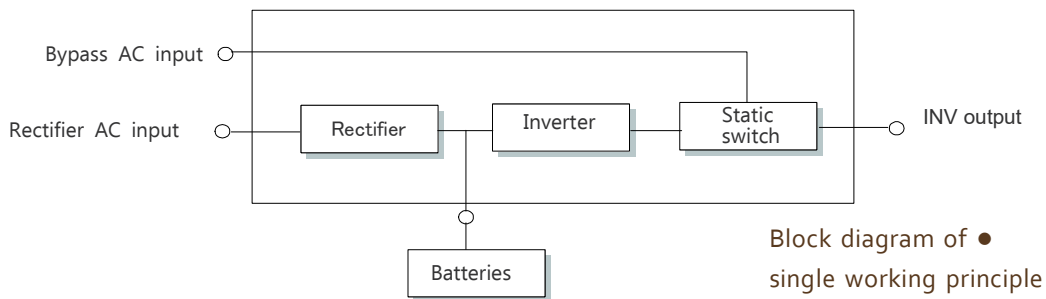 Bypass AC input
Rectifier AC input
Rectifier
Inverter
Static
switch
INV output
Batteries
Block diagram of ●
single working principle